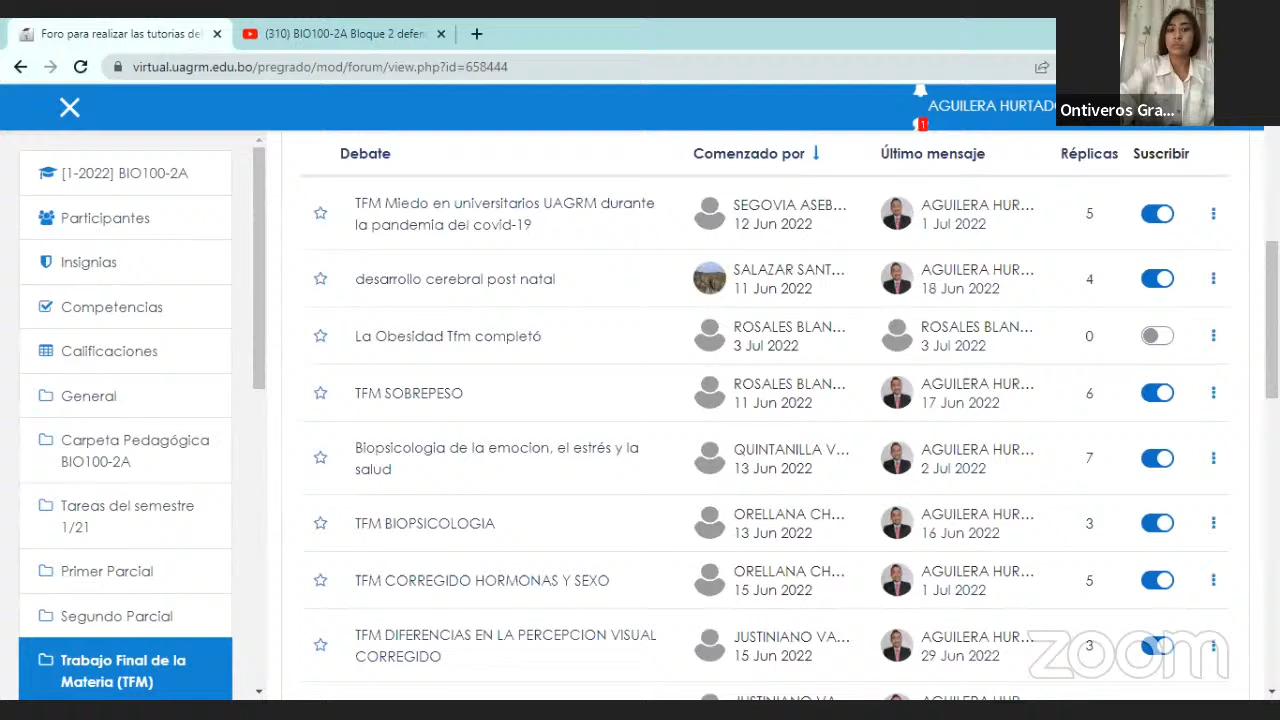 Foro para realizar las tutorias del
(310) BIO100-2A Bloque 2 defen
virtual.uagrm.edu.bo/pregrado/mod/forum/view.php?id=658444
AGUILERA HURTADO
1
Ontiveros Gra...
[1-2022] BIO100-2A
Participantes
Insignias
Competencias
Calificaciones
General
Carpeta Pedagógica
BIO100-2A
Tareas del semestre
1/21
Primer Parcial
Segundo Parcial
Trabajo Final de la
Materia (TFM)
Debate Comenzado por Último mensaje Réplicas Suscribir
TFM Miedo en universitarios UAGRM durante
la pandemia del covid-19
SEGOVIA ASEB...
12 Jun 2022
AGUILERA HUR...
1 Jul 2022
5
desarrollo cerebral post natal
SALAZAR SANT...
11 Jun 2022
AGUILERA HUR...
18 Jun 2022
4
La Obesidad Tfm completó
ROSALES BLAN...
3 Jul 2022
ROSALES BLAN...
3 Jul 2022
0
TFM SOBREPESO
ROSALES BLAN...
11 Jun 2022
AGUILERA HUR...
17 Jun 2022
6
Biopsicologia de la emocion, el estrés y la
salud
QUINTANILLA V...
13 Jun 2022
AGUILERA HUR...
2 Jul 2022
7
TFM BIOPSICOLOGIA
ORELLANA CH...
13 Jun 2022
AGUILERA HUR...
16 Jun 2022
3
TFM CORREGIDO HORMONAS Y SEXO
ORELLANA CH...
15 Jun 2022
AGUILERA HUR...
1 Jul 2022
5
TFM DIFERENCIAS EN LA PERCEPCION VISUAL
CORREGIDO
JUSTINIANO VA...
15 Jun 2022
AGUILERA HUR...
29 Jun 2022
3
zoom